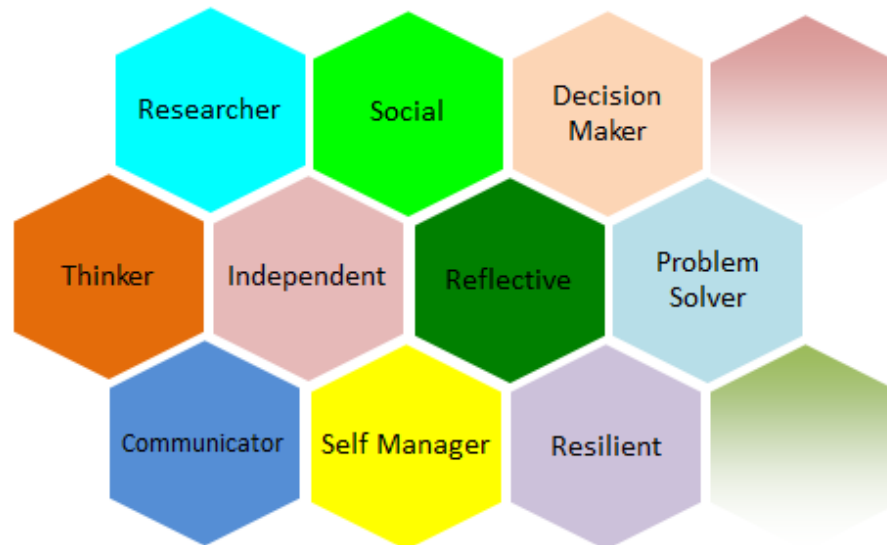 Researcher
Social
Decision
Maker
Thinker
Independent
Reflective
Problem
Solver
Communicator
Self Manager
Resilient